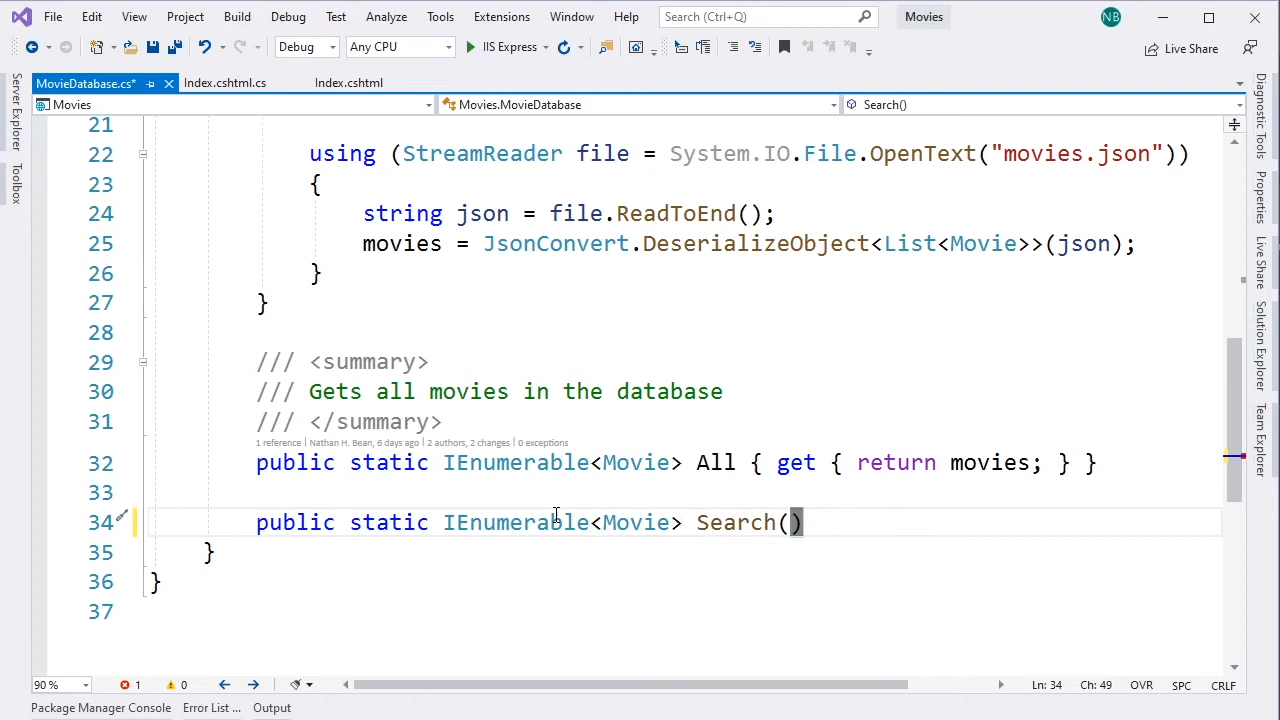 File Edit View Project Build Debug Test Analyze Tools Extensions Window Help Search (Ctrl+Q) Movies NB
Debug Any CPU IIS Express Live Share
MovieDatabase.cs* Index.cshtml.cs Index.cshtml
Movies Movies.MovieDatabase Search()
Server Explorer
Toolbox
21
22 using (StreamReader file = System.IO.File.OpenText("movies.json"))
23 {
24 string json = file.ReadToEnd();
25 movies = JsonConvert.DeserializeObject<List<Movie>>(json);
26 }
27 }
28
29 /// <summary>
30 /// Gets all movies in the database
31 /// </summary>
1 reference | Nathan H. Bean, 6 days ago | 2 authors, 2 changes | 0 exceptions
32 public static IEnumerable<Movie> All { get { return movies; } }
33
34 public static IEnumerable<Movie> Search()
35 }
36 }
37
Diagnostic Tools
Properties
Live Share
Solution Explorer
Team Explorer
90 % 1 0 Ln: 34 Ch: 49 OVR SPC CRLF
Package Manager Console Error List ... Output